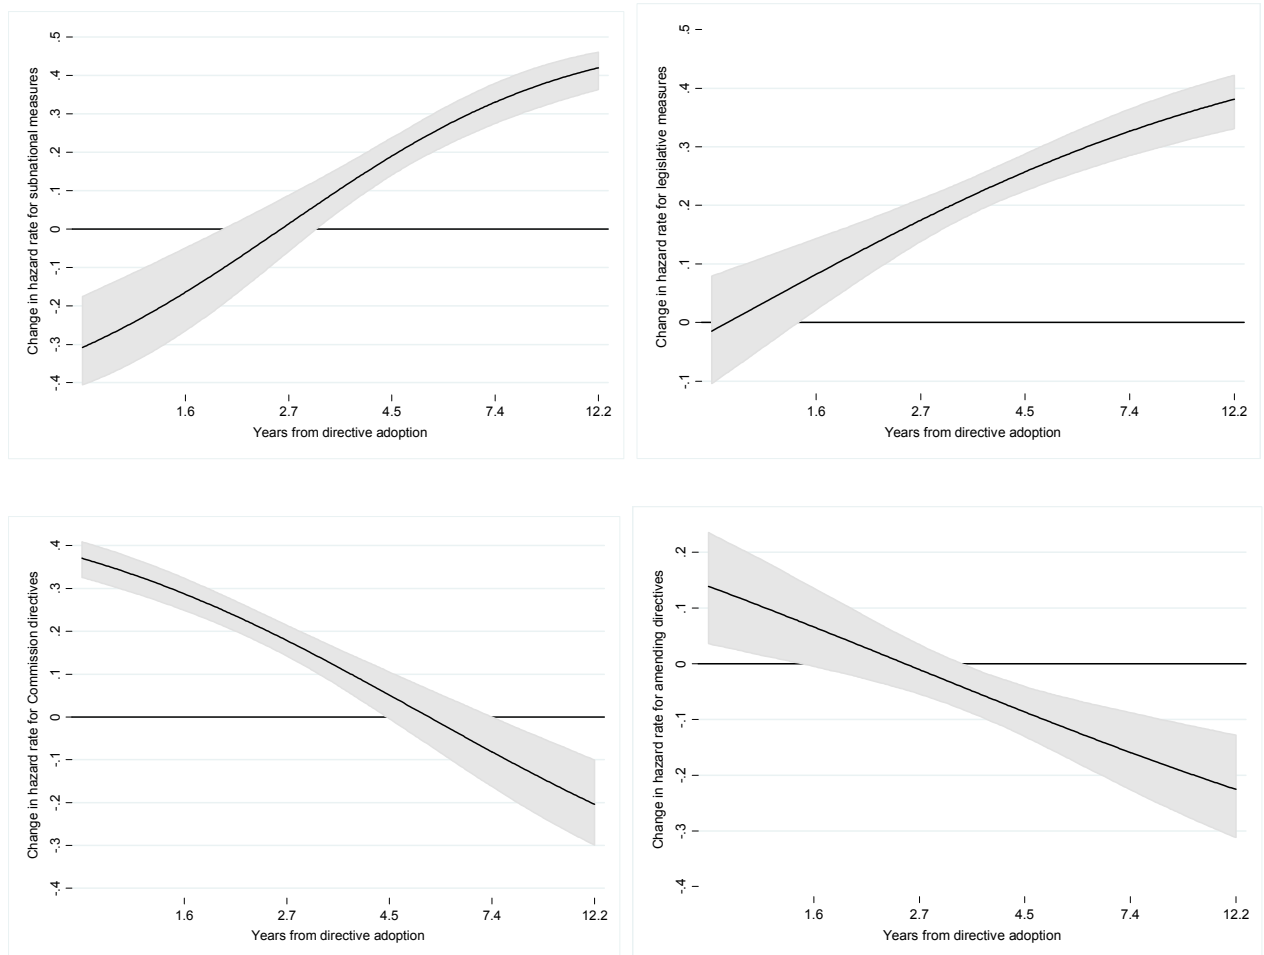 Change in hazard rate for subnational measures
.5
.4
.3
.2
.1
0
-.1
-.2
-.3
-.4
1.6 2.7 4.5 7.4 12.2
Years from directive adoption
Change in hazard rate for legislative measures
.5
.4
.3
.2
.1
0
-.1
1.6 2.7 4.5 7.4 12.2
Years from directive adoption
Change in hazard rate for Commission directives
.4
.3
.2
.1
0
-.1
-.2
-.3
-.4
1.6 2.7 4.5 7.4 12.2
Years from directive adoption
Change in hazard rate for amending directives
.2
.1
0
-.1
-.2
-.3
-.4
1.6 2.7 4.5 7.4 12.2
Years from directive adoption